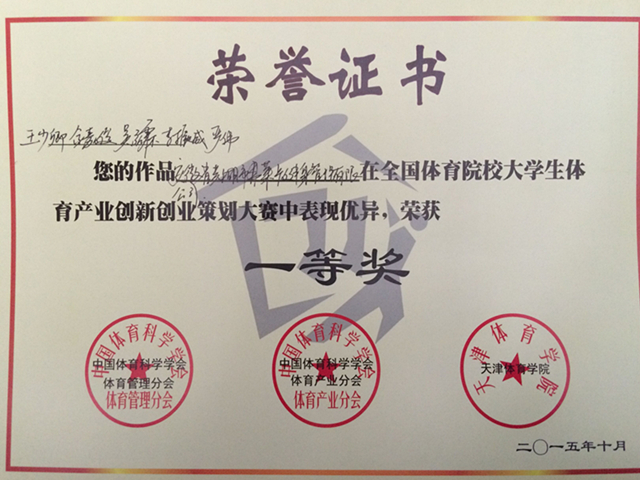 荣誉证书
王少卿
您的作品 在全国体育院校大学生体
公司
育产业创新创业策划大赛中表现优异，荣获
一等奖
中国体育科学学会
中国体育科学学会
体育管理分会
体育管理分会
中国体育科学学会
中国体育科学学会
体育产业分会
体育产业分会
天津体育学院
天津体育学院
二〇一五年十月